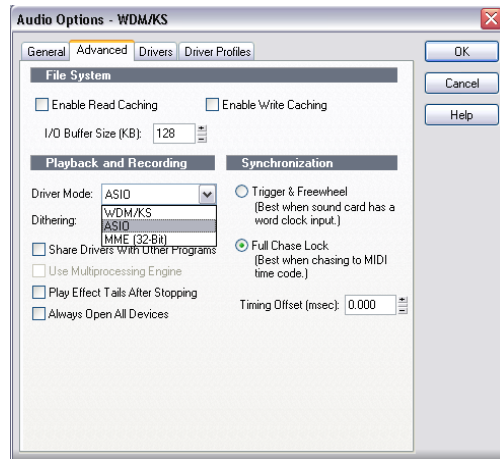 Audio Options - WDM/KS
General Advanced Drivers Driver Profiles
OK
Cancel
Help
File System
Enable Read Caching Enable Write Caching
I/O Buffer Size (KB): 128
Playback and Recording
Driver Mode: ASIO
WDM/KS
ASIO
MME (32-Bit)
Dithering:
Share Drivers With Other Programs
Use Multiprocessing Engine
Play Effect Tails After Stopping
Always Open All Devices
Synchronization
Trigger & Freewheel
(Best when sound card has a
word clock input.)
Full Chase Lock
(Best when chasing to MIDI
time code.)
Timing Offset (msec): 0.000